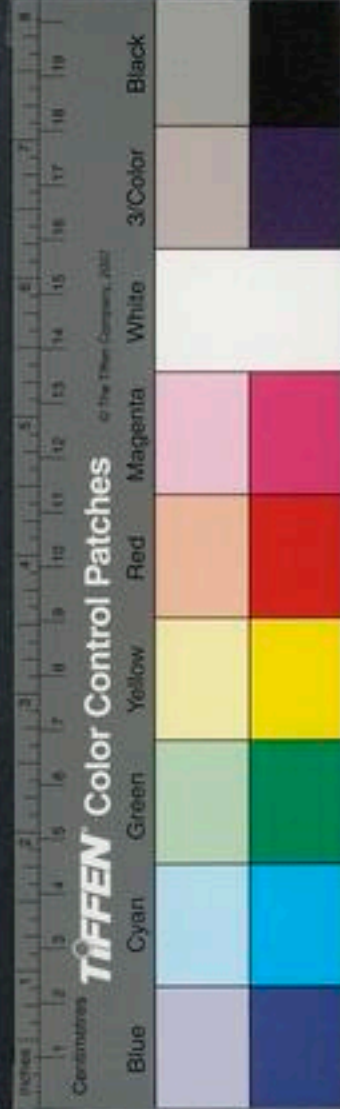 Inches 1 2 3 4 5 6 7 8
Centimetres 1 2 3 4 5 6 7 8 9 10 11 12 13 14 15 16 17 18 19
TIFFEN® Color Control Patches © The Tiffen Company, 2007
Blue Cyan Green Yellow Red Magenta White 3/Color Black